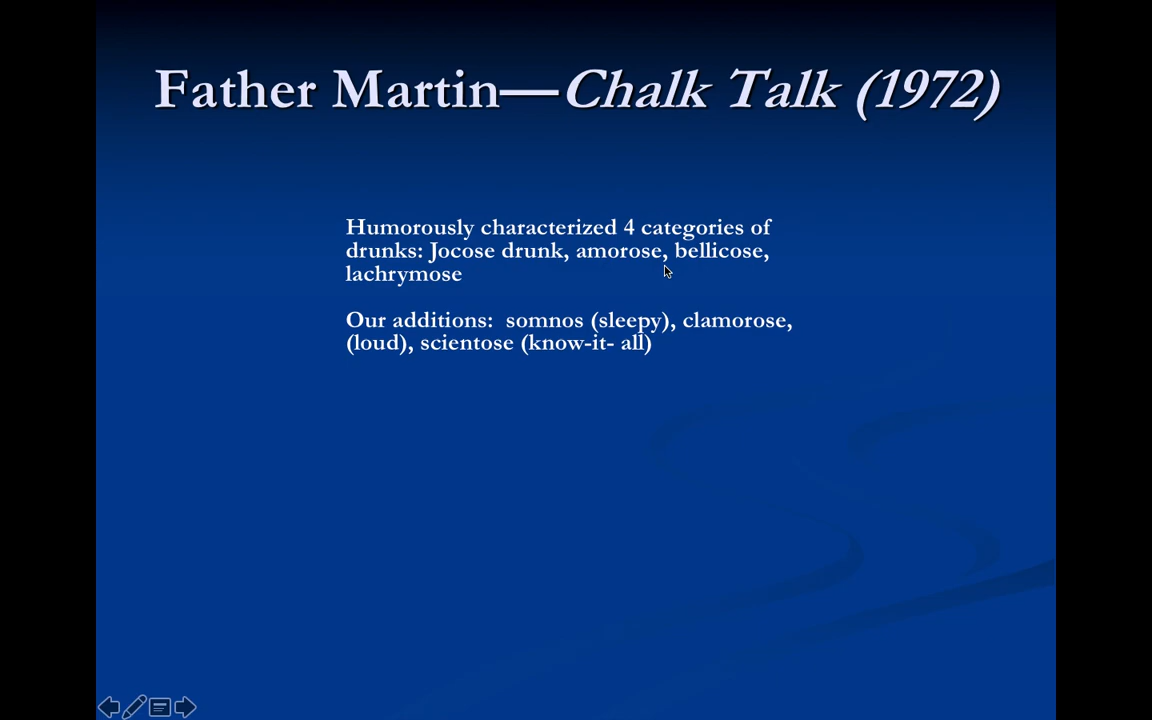 Father Martin—Chalk Talk (1972)
Humorously characterized 4 categories of
drunks: Jocose drunk, amorose, bellicose,
lachrymose
Our additions:  somnos (sleepy), clamorose,
(loud), scientose (know-it- all)